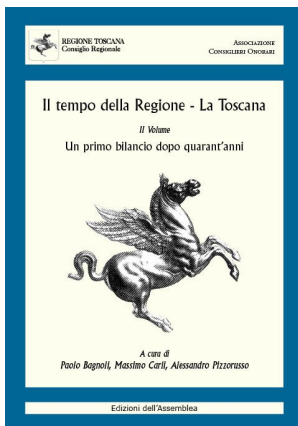 REGIONE TOSCANA
Consiglio Regionale
Associazione
Consiglieri Onorari
Il tempo della Regione - La Toscana
II Volume
Un primo bilancio dopo quarant'anni
A cura di
Paolo Bagnoli, Massimo Carli, Alessandro Pizzorusso
Edizioni dell'Assemblea